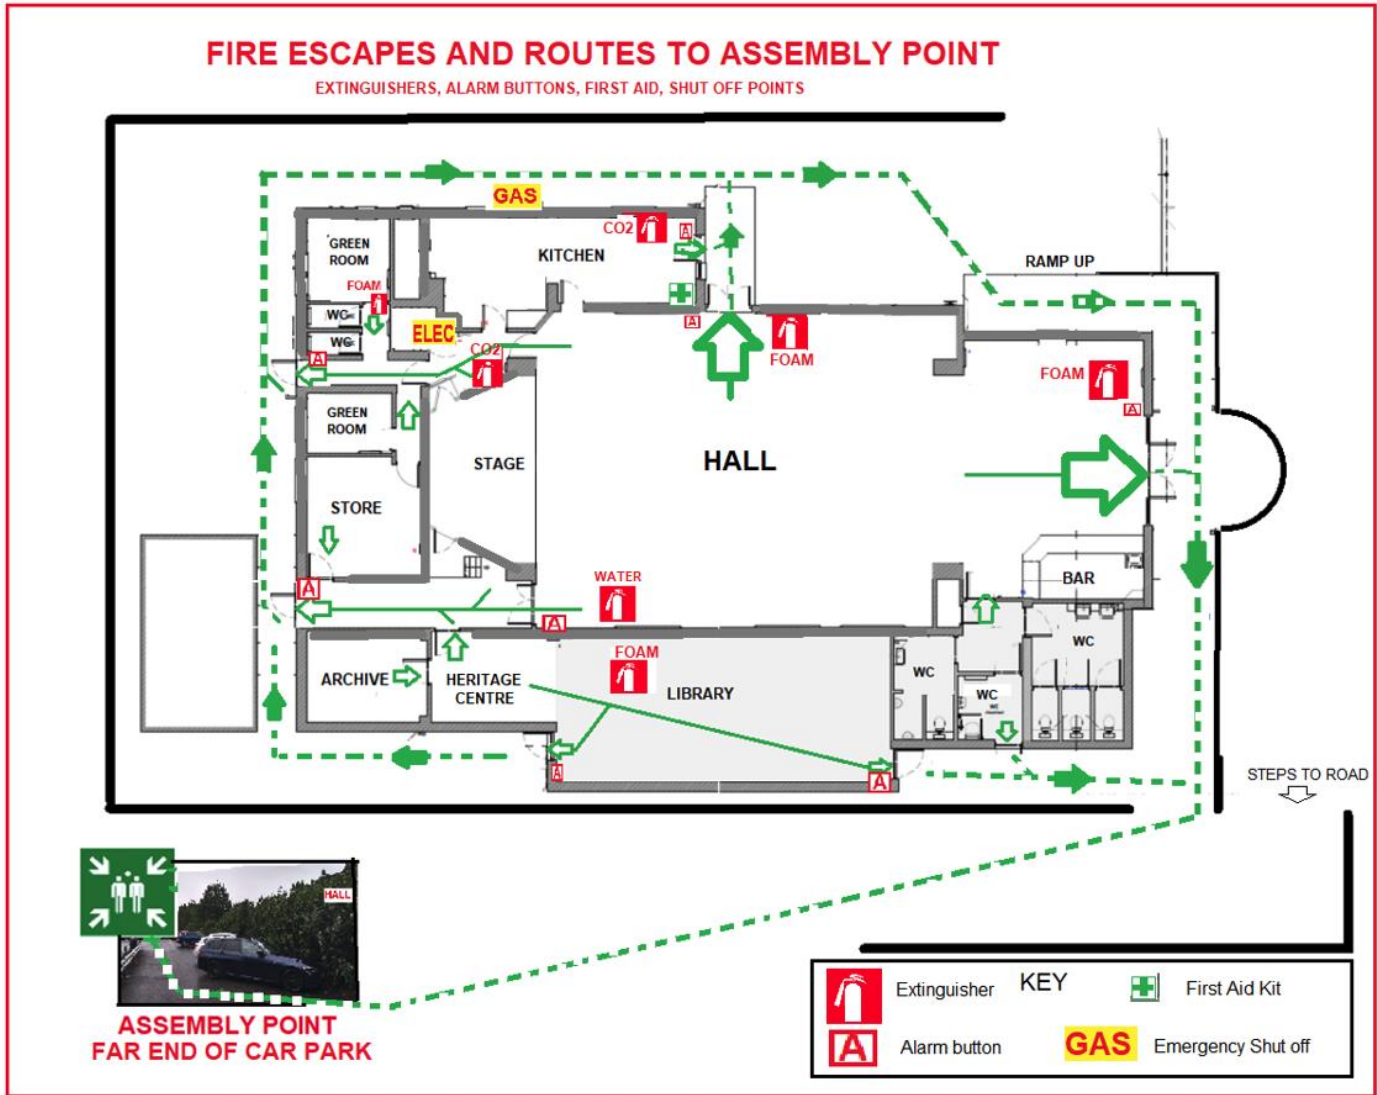 FIRE ESCAPES AND ROUTES TO ASSEMBLY POINT
EXTINGUISHERS, ALARM BUTTONS, FIRST AID, SHUT OFF POINTS
GAS
CO2
A
GREEN
ROOM
KITCHEN
RAMP UP
FOAM
WC
A
ELEC
WC
CO2
A
FOAM
FOAM
A
GREEN
ROOM
STAGE
HALL
STORE
WATER
BAR
A
A
FOAM
WC
WC
ARCHIVE
HERITAGE
CENTRE
LIBRARY
WC
A
A
STEPS TO ROAD
HALL
ASSEMBLY POINT
FAR END OF CAR PARK
KEY
Extinguisher
First Aid Kit
A
Alarm button
GAS
Emergency Shut off